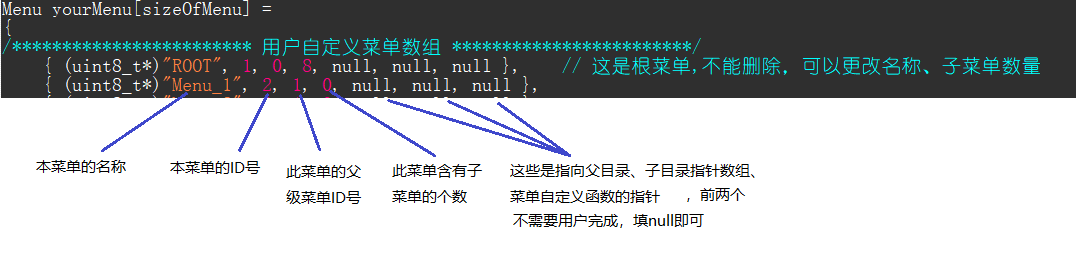 Menu yourMenu[sizeOfMenu] =
{
/************************ 用户自定义菜单数组 ************************/
{ (uint8_t*)"ROOT", 1, 0, 8, null, null, null }, // 这是根菜单,不能删除，可以更改名称、子菜单数量
{ (uint8_t*)"Menu_1", 2, 1, 0, null, null, null },
本菜单的名称
本菜单的ID号
此菜单的父
级菜单ID号
此菜单含有子
菜单的个数
这些是指向父目录、子目录指针数组、
菜单自定义函数的指针 ，前两个
不需要用户完成，填null即可